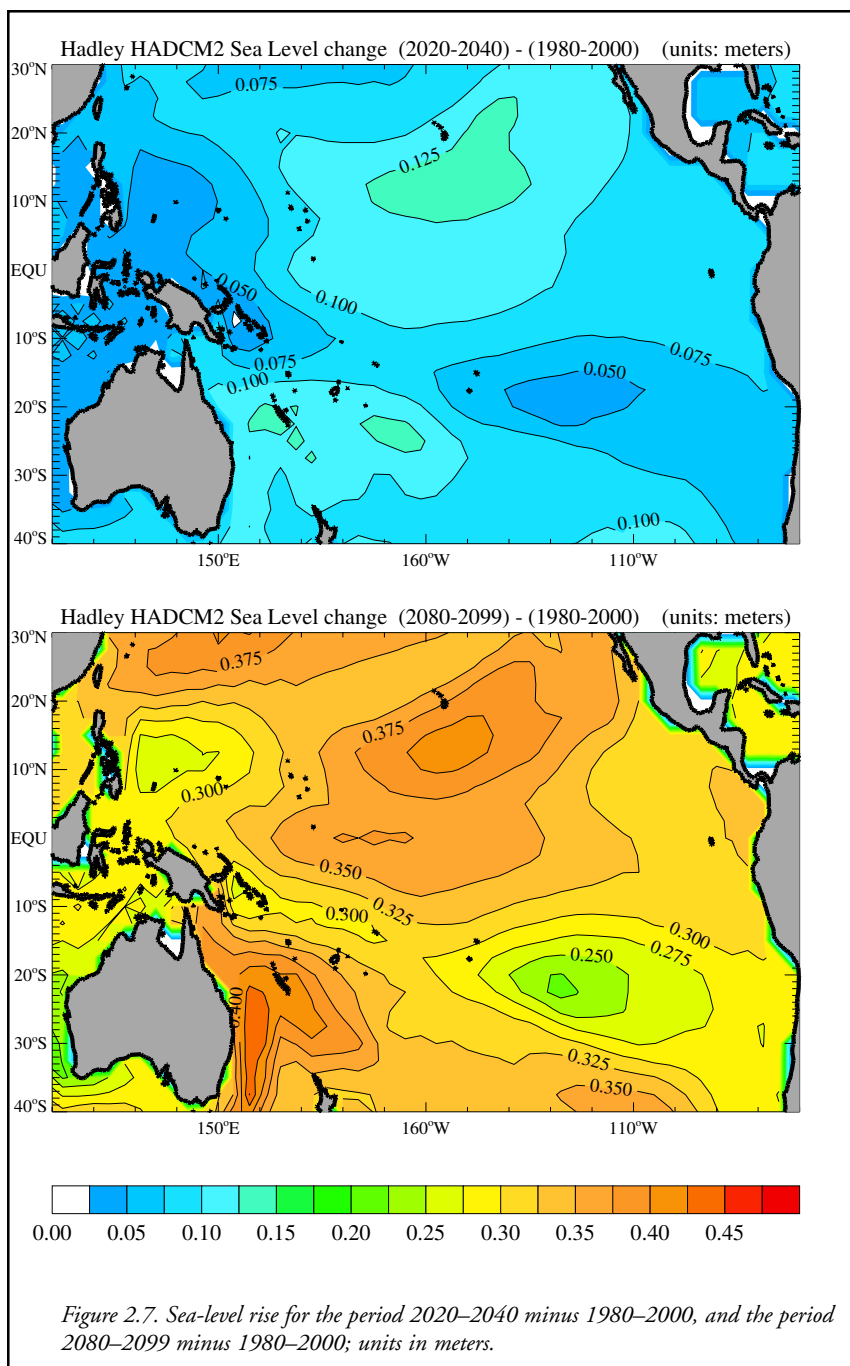 Hadley HADCM2 Sea Level change (2020-2040) - (1980-2000) (units: meters)
30°N
20°N
10°N
EQU
10°S
20°S
30°S
40°S
0.075
0.125
0.050
0.100
0.075
0.100
0.075
0.050
0.100
150°E
160°W
110°W
Hadley HADCM2 Sea Level change (2080-2099) - (1980-2000) (units: meters)
30°N
20°N
10°N
EQU
10°S
20°S
30°S
40°S
0.375
0.375
0.300
0.350
0.325
0.300
0.300
0.275
0.250
0.400
0.325
0.350
150°E
160°W
110°W
0.00 0.05 0.10 0.15 0.20 0.25 0.30 0.35 0.40 0.45
Figure 2.7. Sea-level rise for the period 2020–2040 minus 1980–2000, and the period
2080–2099 minus 1980–2000; units in meters.